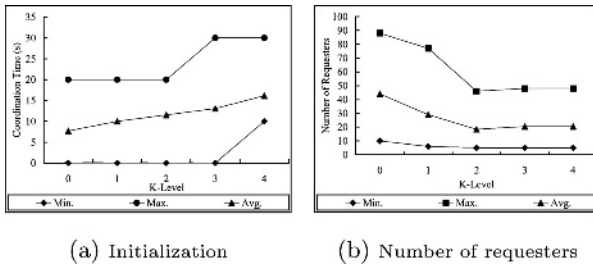 35
30
25
20
15
10
5
0
Coordination Time (s)
0 1 2 3 4
K-Level
Min. Max. Avg.
(a) Initialization
100
90
80
70
60
50
40
30
20
10
0
Number of Requesters
0 1 2 3 4
K-Level
Min. Max. Avg.
(b) Number of requesters